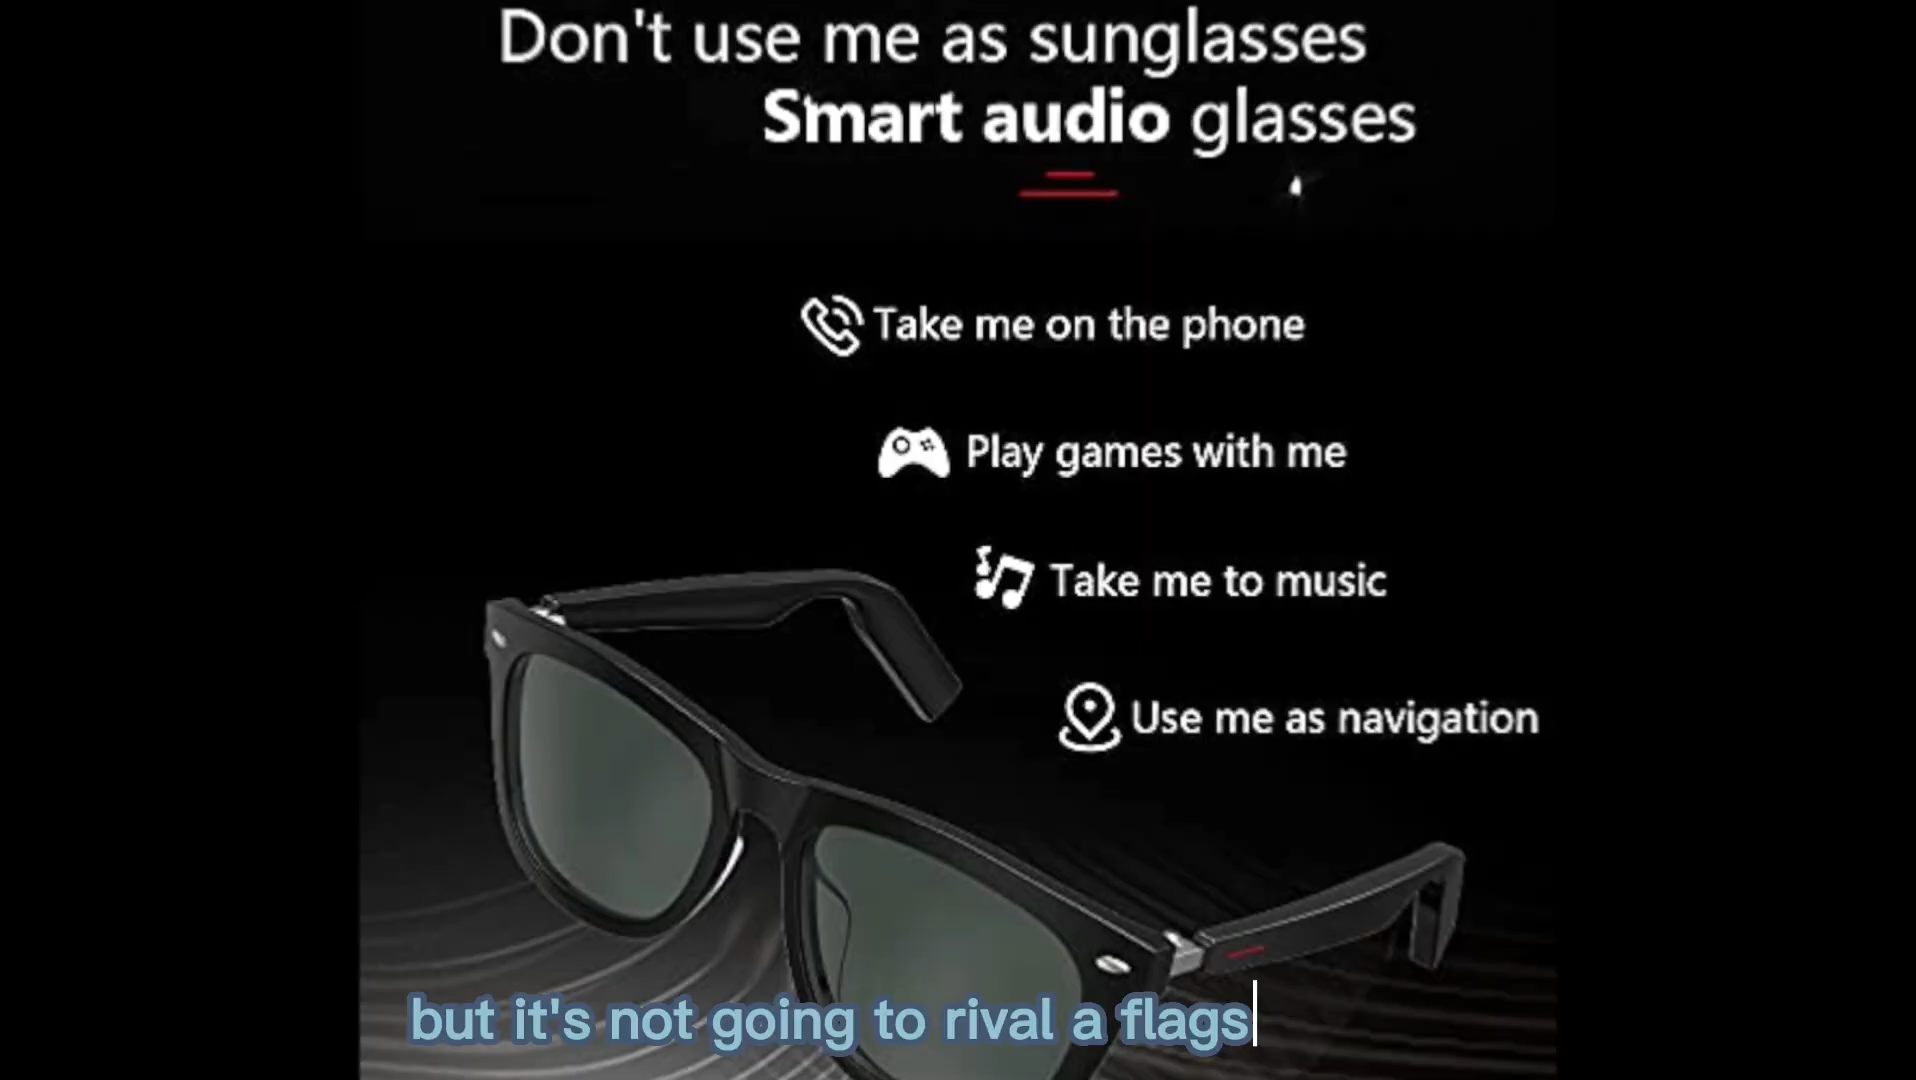 Don't use me as sunglasses
Smart audio glasses
Take me on the phone
Play games with me
Take me to music
Use me as navigation
but it's not going to rival a flags